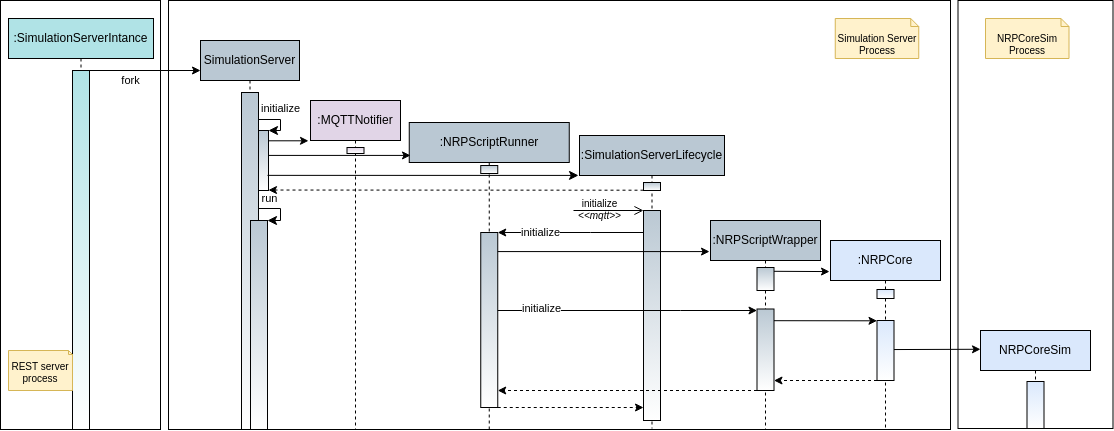 :SimulationServerIntance
fork
REST server
process
SimulationServer
initialize
:MQTTNotifier
:NRPScriptRunner
:SimulationServerLifecycle
run
initialize
<<mqtt>>
initialize
:NRPScriptWrapper
:NRPCore
initialize
Simulation Server
Process
NRPCoreSim
Process
NRPCoreSim